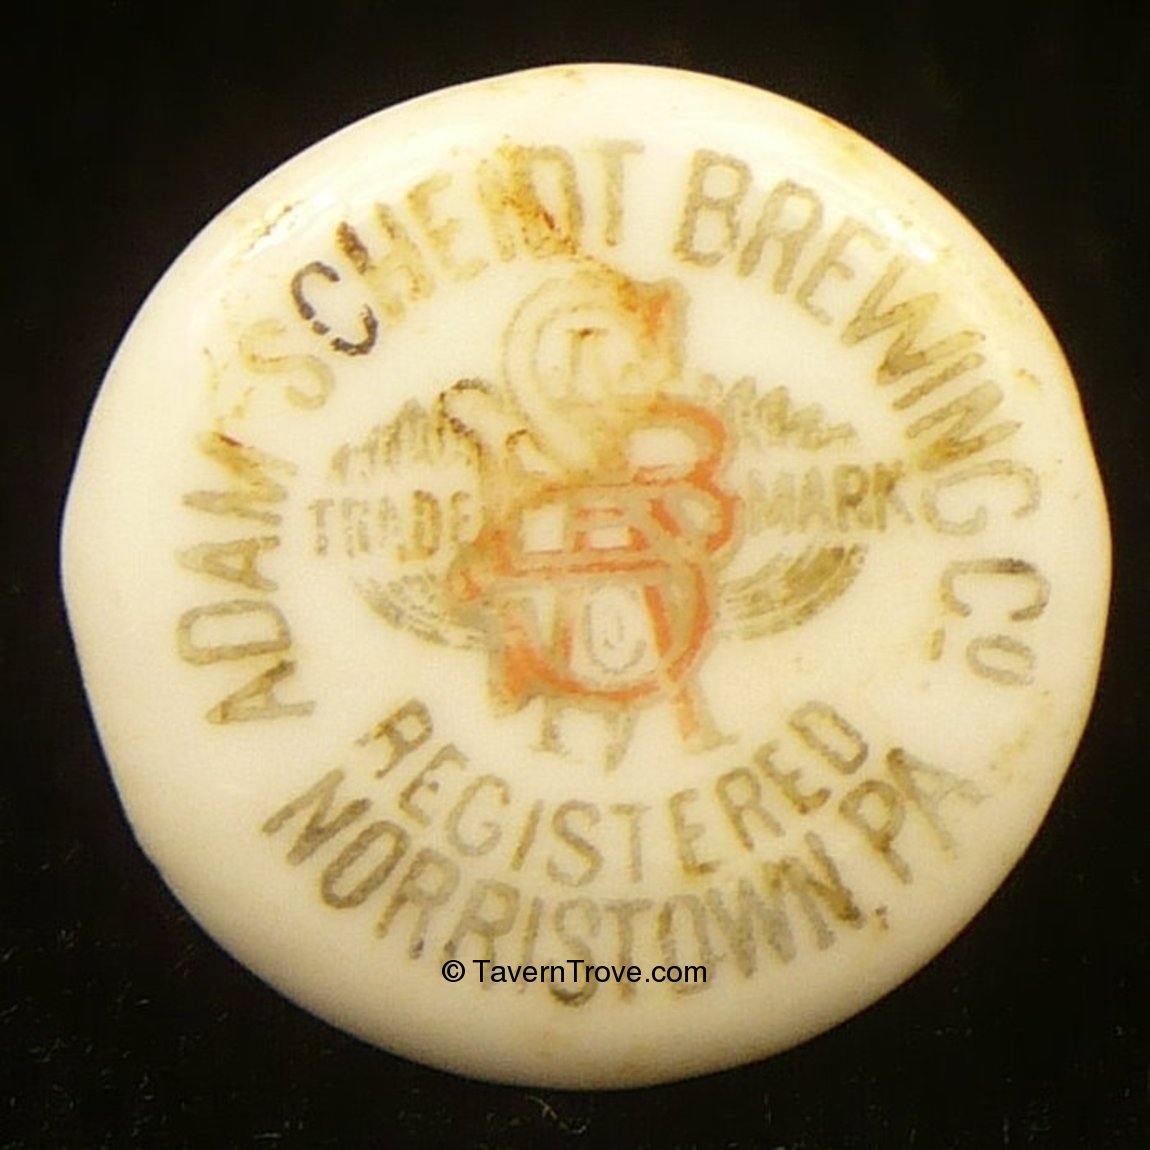 ADAM SCHEIDT BREWING Co
TRADE MARK
REGISTERED
NORRISTOWN, PA
© TavernTrove.com